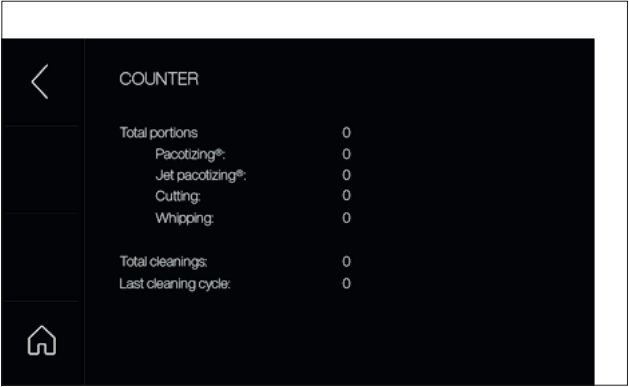 COUNTER
Total portions 0
Pacotizing®: 0
Jet pacotizing®: 0
Cutting: 0
Whipping: 0
Total cleanings: 0
Last cleaning cycle: 0